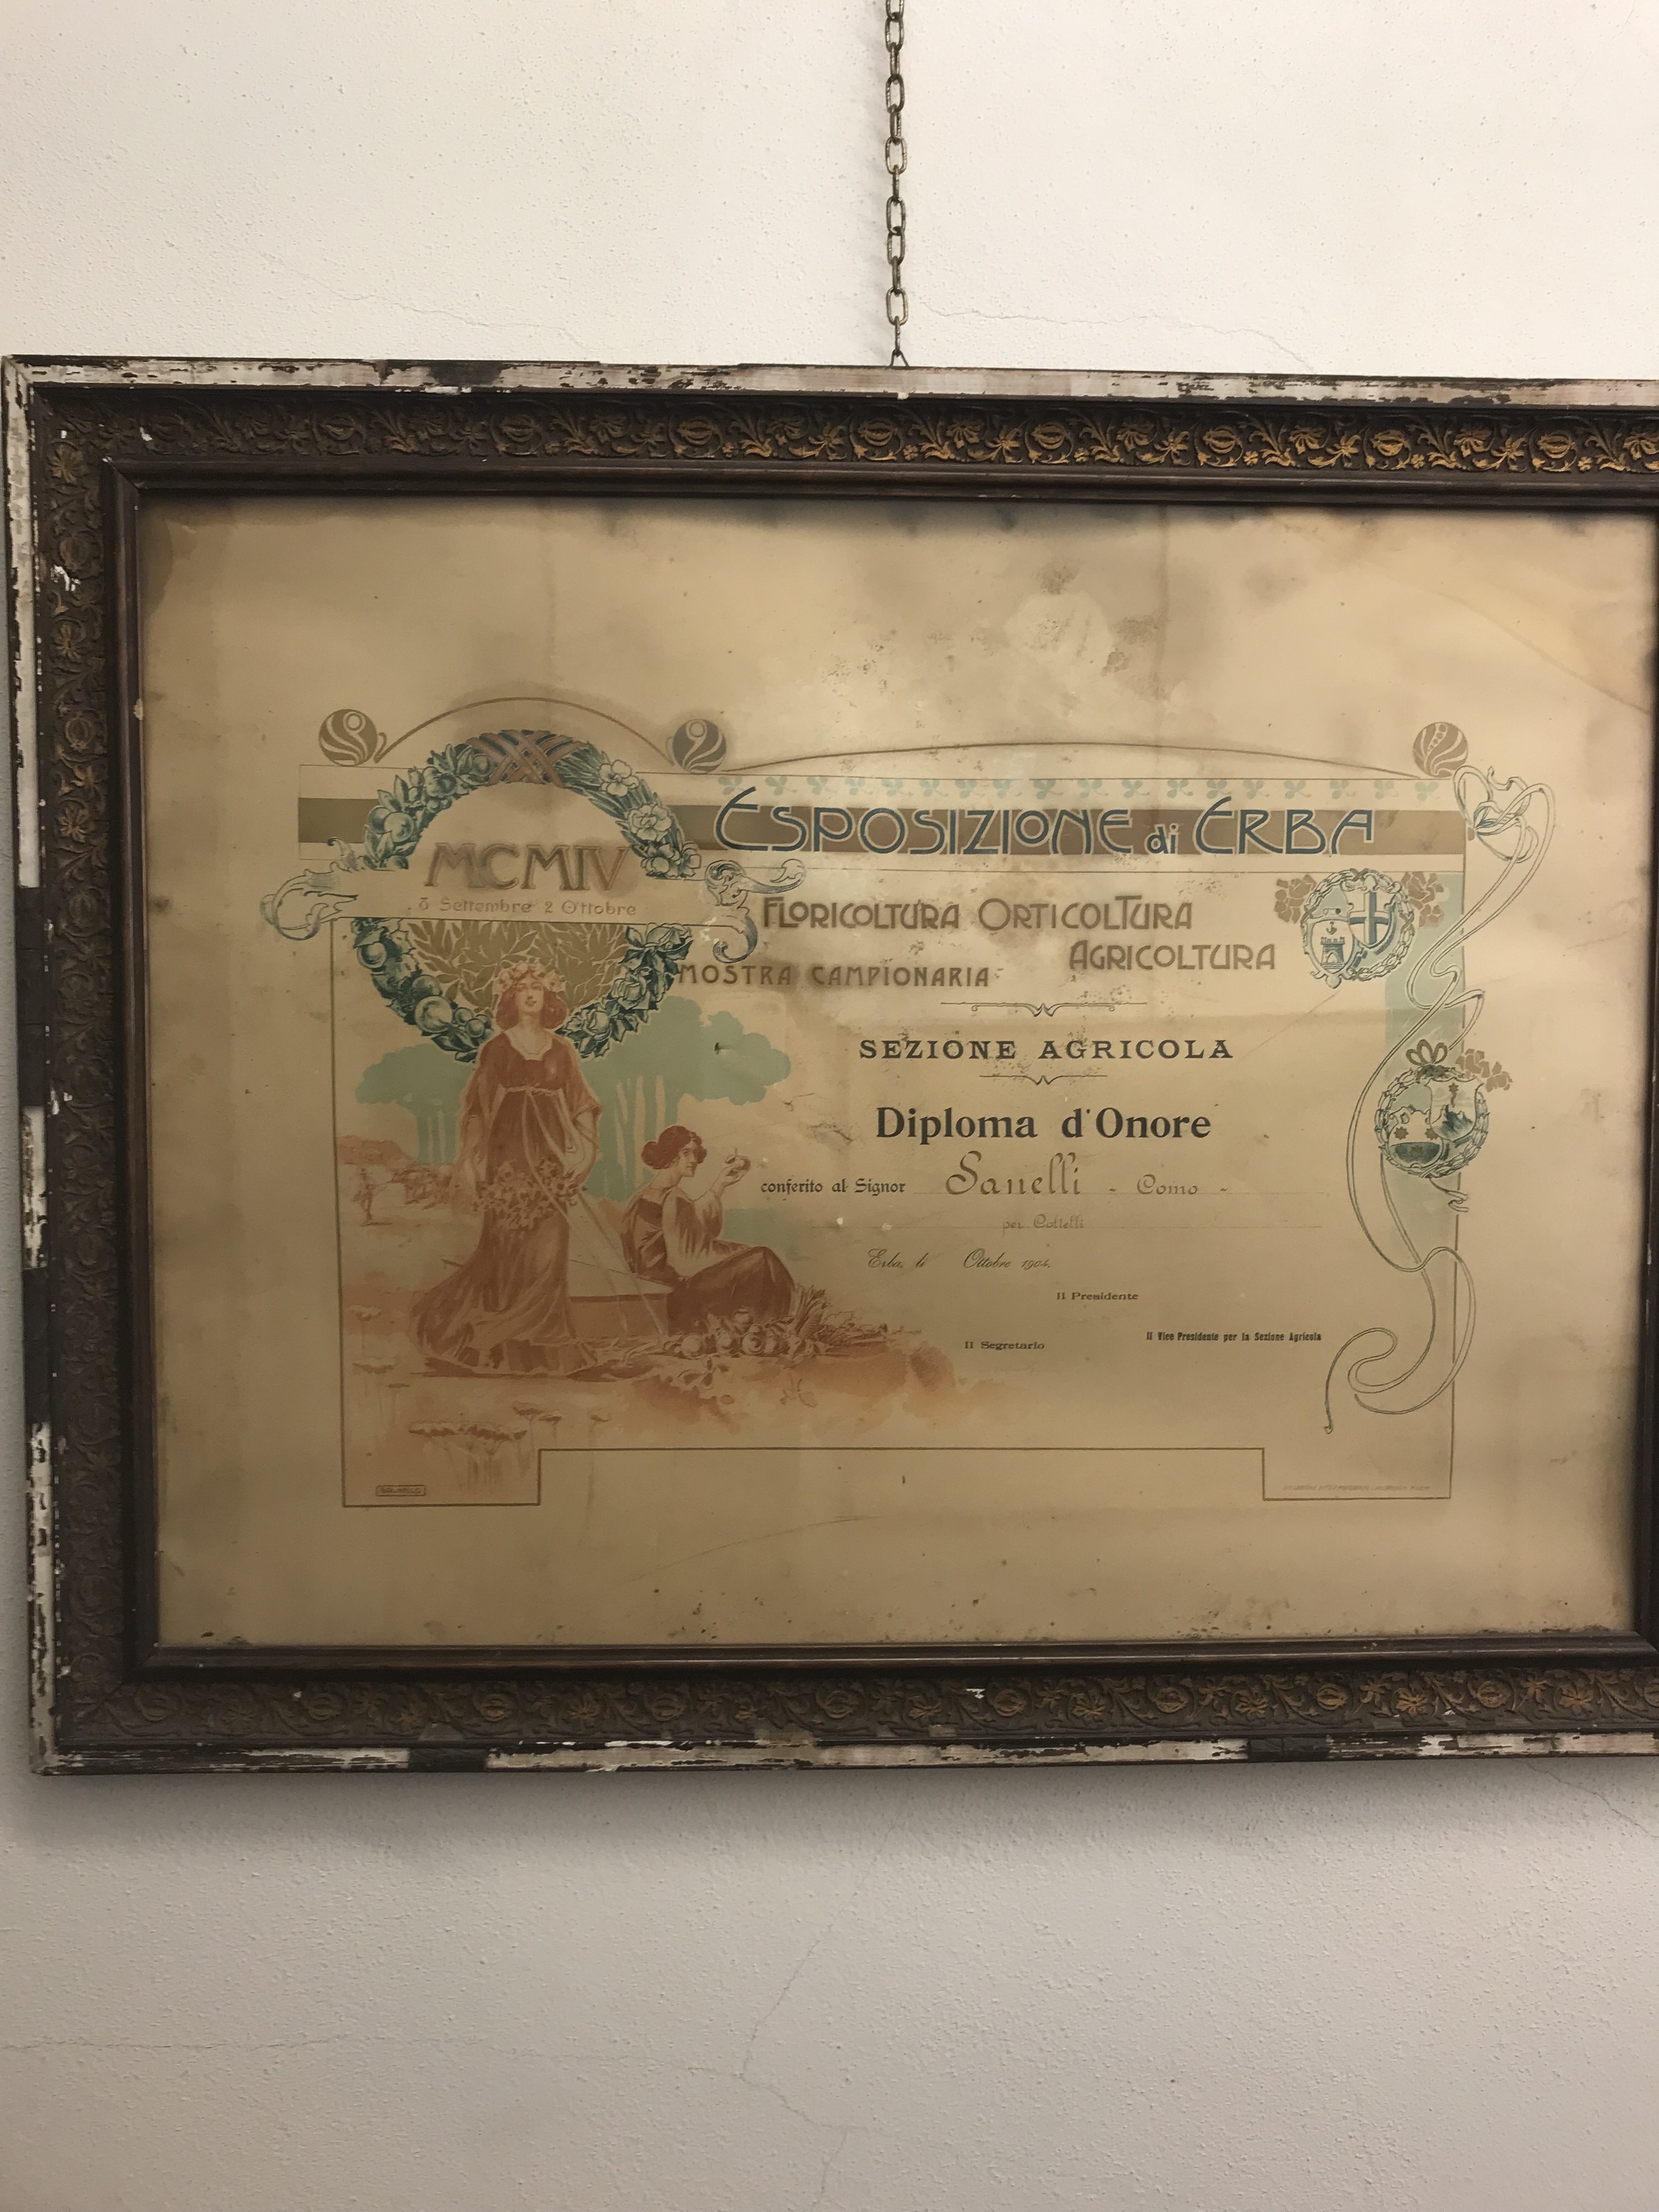 ESPOSIZIONE di ERBA
MCMIV
8 Settembre 2 Ottobre
FLORICOLTURA ORTICOLTURA
AGRICOLTURA
MOSTRA CAMPIONARIA
SEZIONE AGRICOLA
Diploma d'Onore
conferito al Signor Sanelli - Como -
per Coltelli
Erba, li Ottobre 1904.
Il Presidente
Il Segretario
Il Vice Presidente per la Sezione Agricola